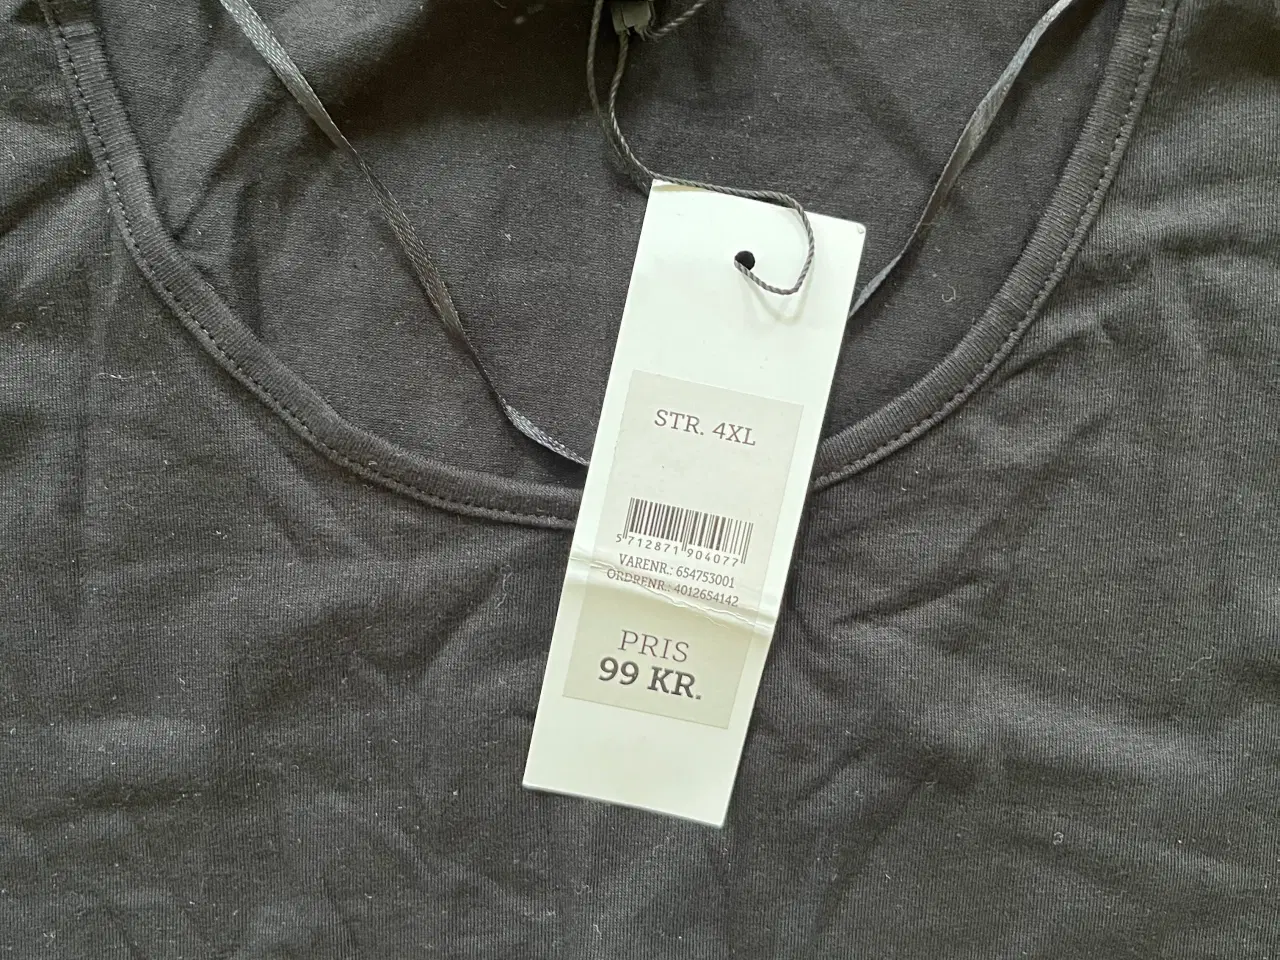 STR. 4XL
5 712871 904077
VARENR.: 654753001
ORDRENR.: 4012654142
PRIS
99 KR.